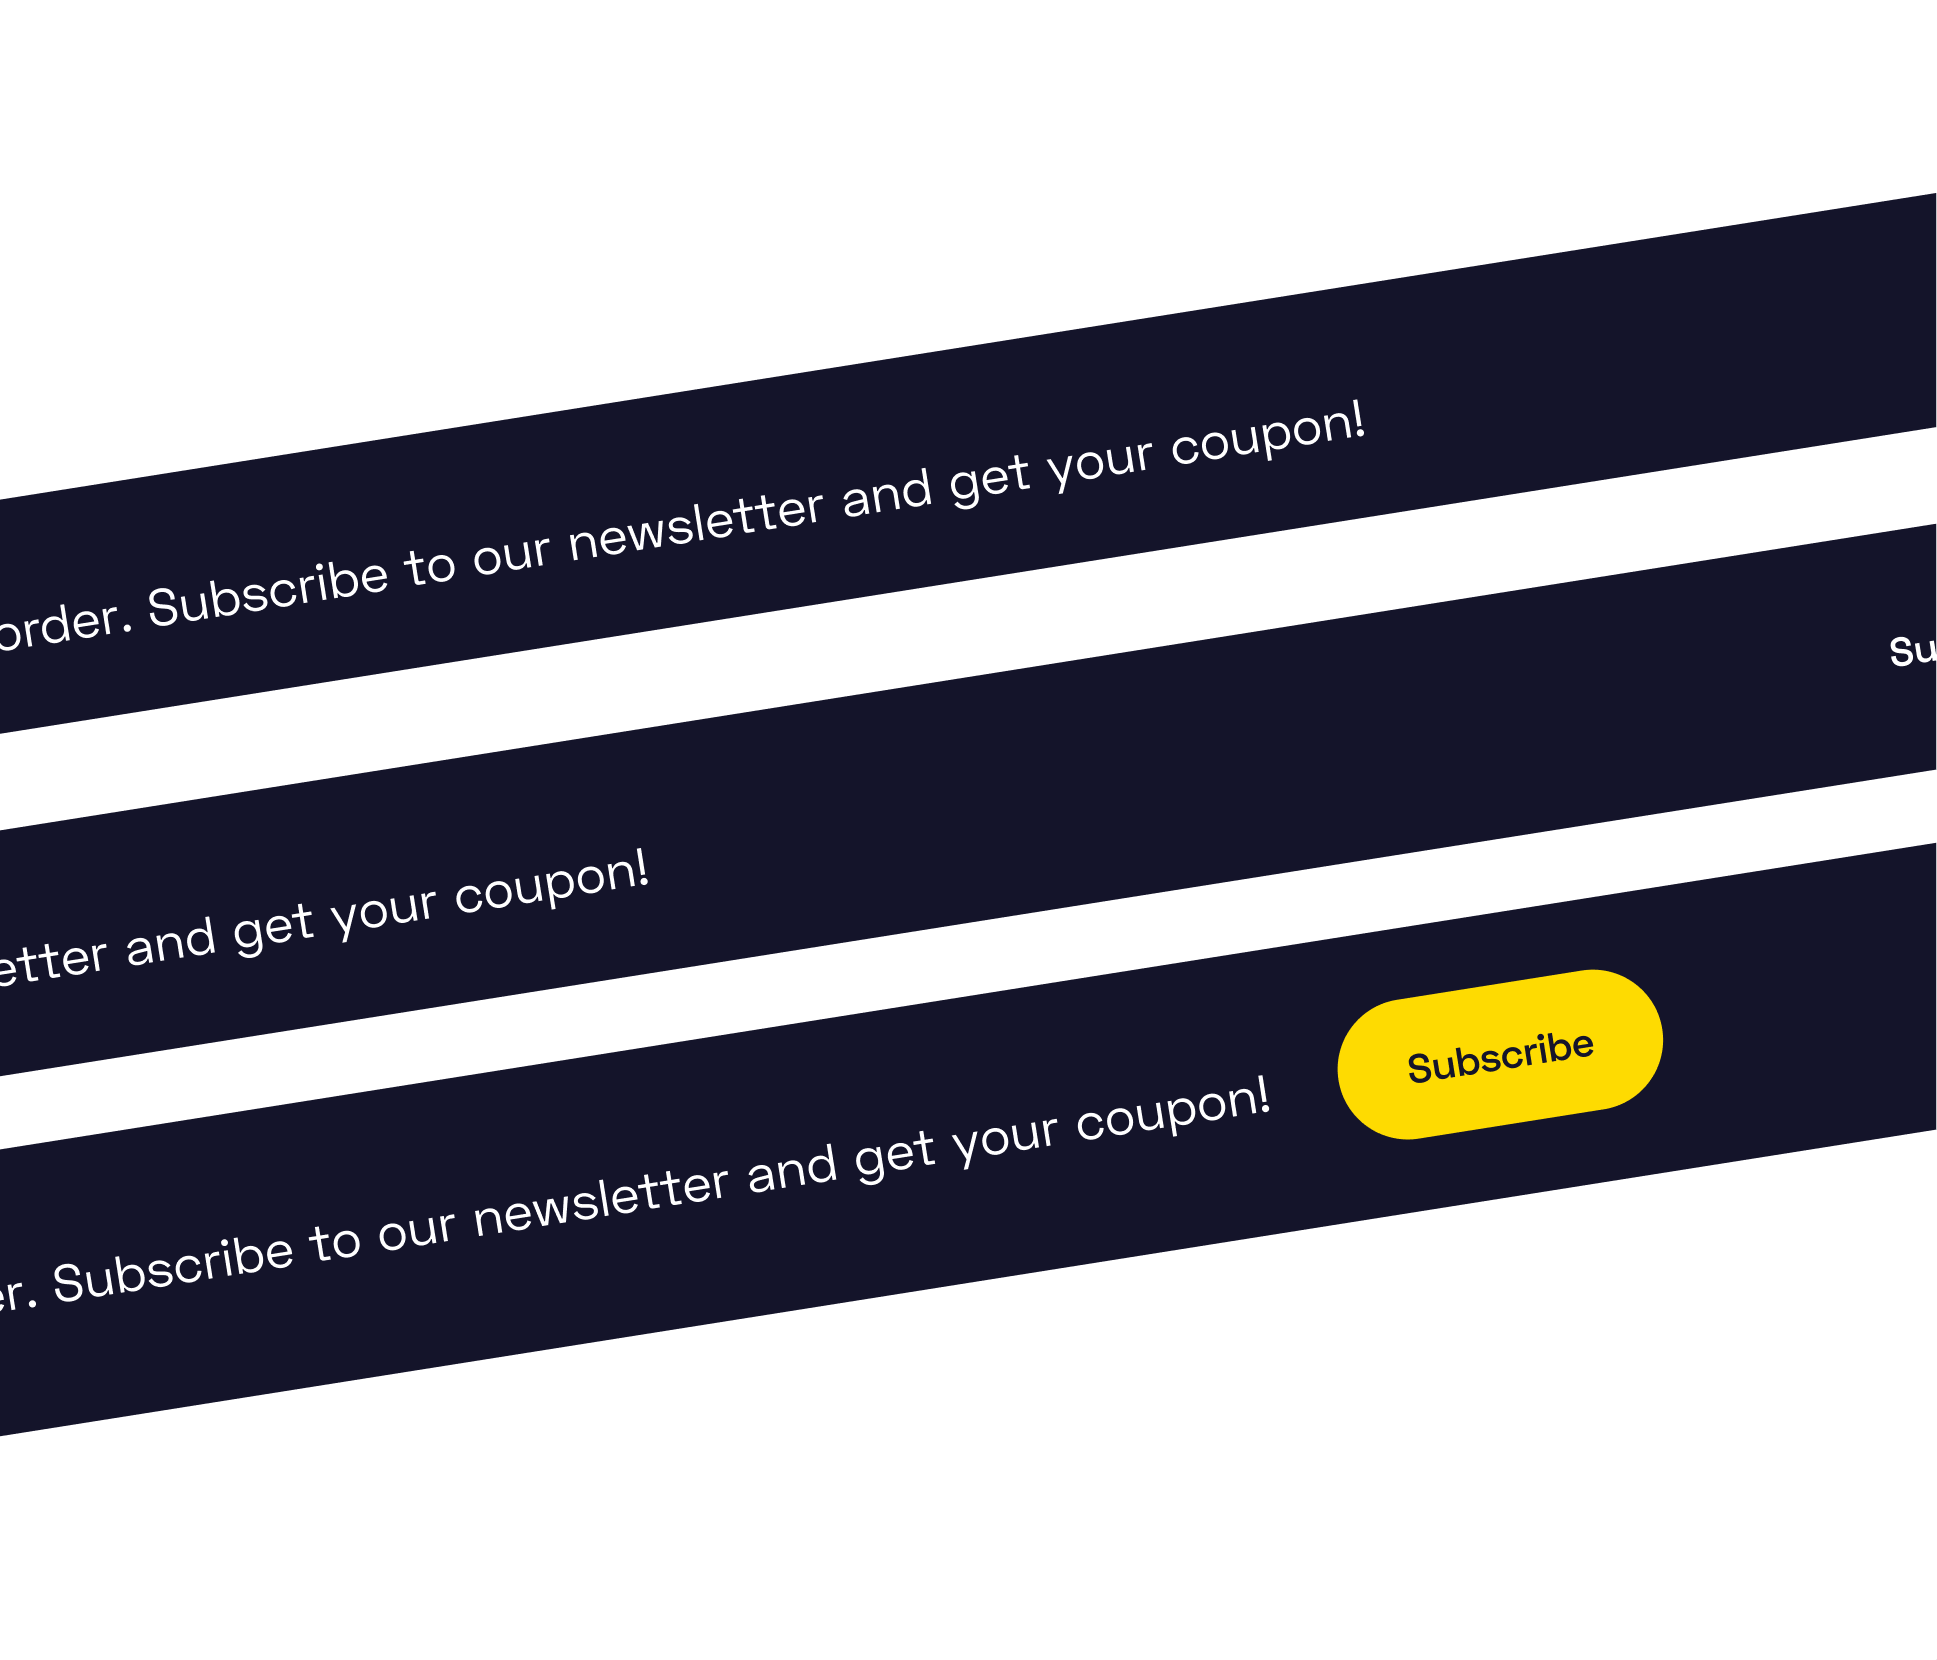 order. Subscribe to our newsletter and get your coupon!
etter and get your coupon! Su
er. Subscribe to our newsletter and get your coupon! Subscribe